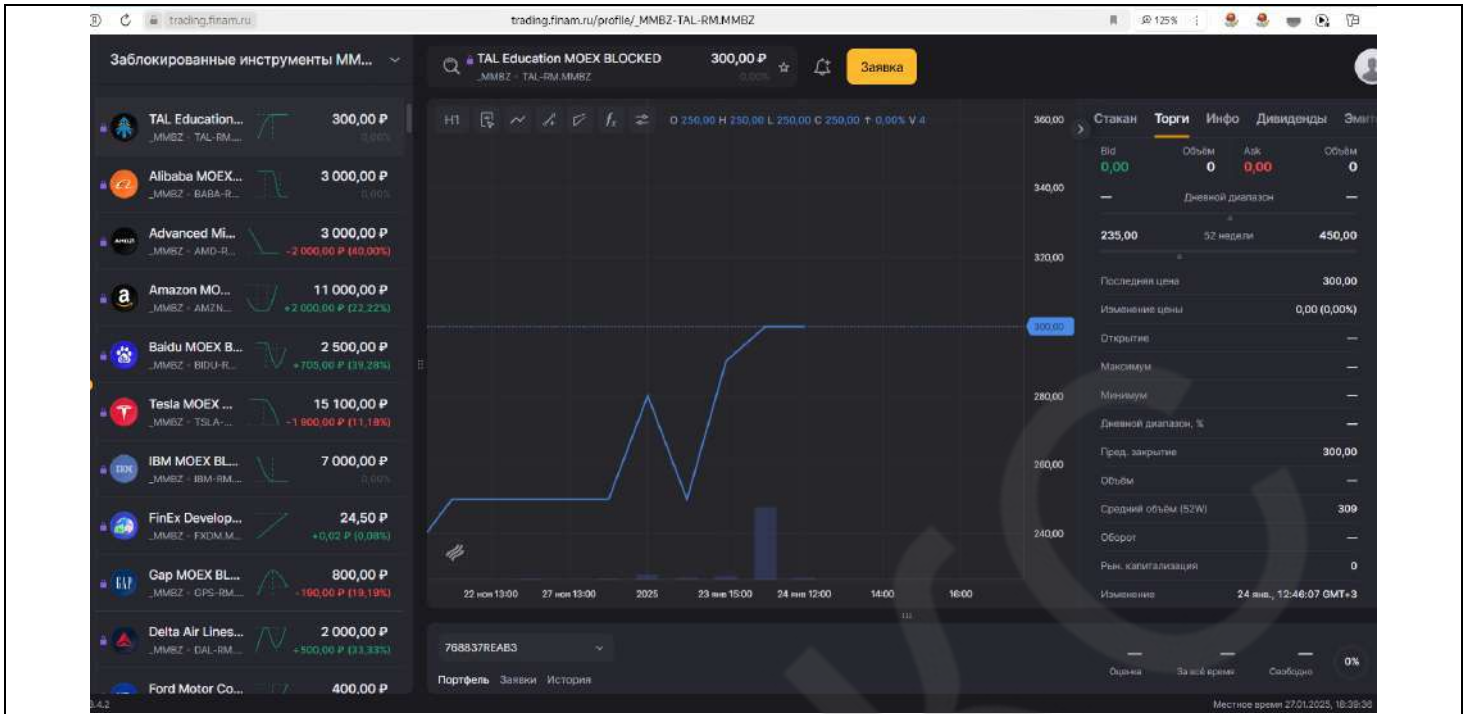 trading.finam.ru
trading.finam.ru/profile/_MMBZ-TAL-RM.MMBZ
125%
Заблокированные инструменты MM...
TAL Education MOEX BLOCKED
300,00 ₽
_MMBZ · TAL-RM.MMBZ
0,00%
Заявка
TAL Education...
300,00 ₽
_MMBZ · TAL-RM....
0,00%
Alibaba MOEX...
3 000,00 ₽
_MMBZ · BABA-R...
0,00%
Advanced Mi...
3 000,00 ₽
_MMBZ · AMD-R...
-2 000,00 ₽ (40,00%)
Amazon MO...
11 000,00 ₽
_MMBZ · AMZN...
+2 000,00 ₽ (22,22%)
Baidu MOEX B...
2 500,00 ₽
_MMBZ · BIDU-R...
+705,00 ₽ (39,28%)
Tesla MOEX ...
15 100,00 ₽
_MMBZ · TSLA-...
-1 900,00 ₽ (11,18%)
IBM MOEX BL...
7 000,00 ₽
_MMBZ · IBM-RM....
0,00%
FinEx Develop...
24,50 ₽
_MMBZ · FXDM.M...
+0,02 ₽ (0,08%)
Gap MOEX BL...
800,00 ₽
_MMBZ · GPS-RM....
-190,00 ₽ (19,19%)
Delta Air Lines...
2 000,00 ₽
_MMBZ · DAL-RM....
+500,00 ₽ (33,33%)
Ford Motor Co...
400,00 ₽
H1
O 250,00 H 250,00 L 250,00 C 250,00 ↑ 0,00% V 4
360,00
340,00
320,00
300,00
280,00
260,00
240,00
22 ноя 13:00 27 ноя 13:00 2025 23 янв 15:00 24 янв 12:00 14:00 16:00
Стакан Торги Инфо Дивиденды
Bid Объём Ask Объём
0,00 0 0,00 0
— Дневной диапазон —
235,00 52 недели 450,00
Последняя цена 300,00
Изменение цены 0,00 (0,00%)
Открытие —
Максимум —
Минимум —
Дневной диапазон, % —
Пред. закрытие 300,00
Объём —
Средний объём (52W) 309
Оборот —
Рын. капитализация 0
Изменение 24 янв., 12:46:07 GMT+3
768837REAB3
Портфель Заявки История
— — —
Оценка За всё время Свободно
0%
Местное время 27.01.2025, 18:39:36